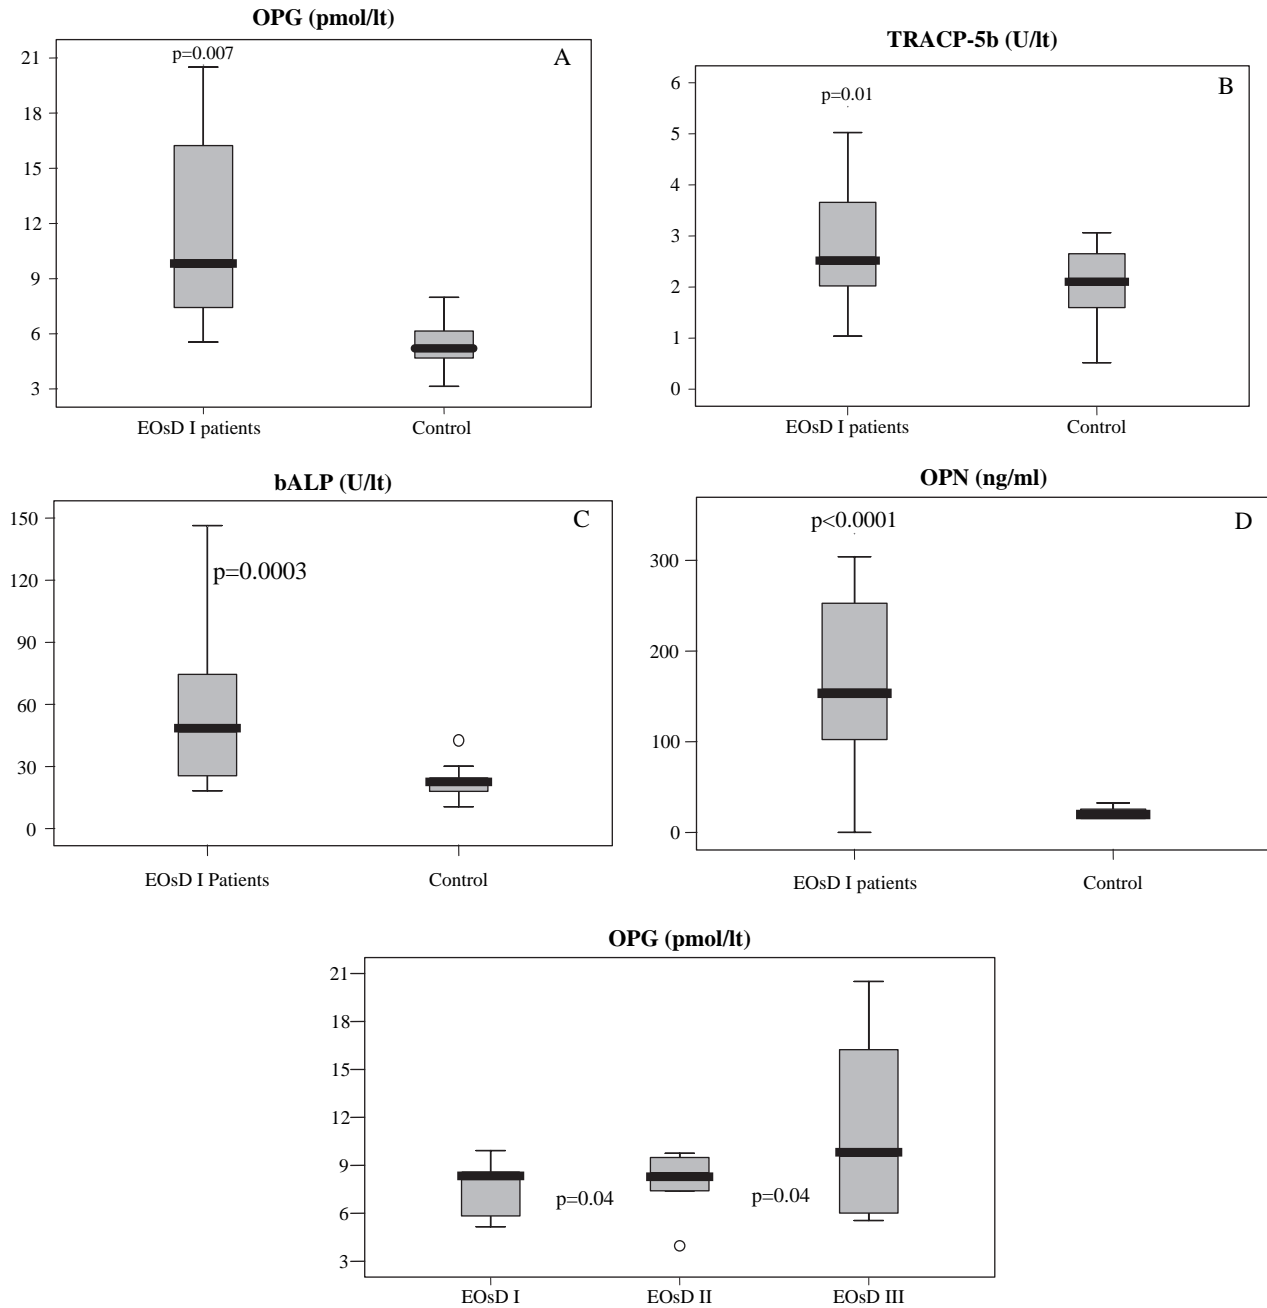 OPG (pmol/lt)
A
p=0.007
21
18
15
12
9
6
3
EOsD I patients
Control
TRACP-5b (U/lt)
B
p=0.01
6
5
4
3
2
1
0
EOsD I patients
Control
bALP (U/lt)
C
p=0.0003
150
120
90
60
30
0
EOsD I Patients
Control
OPN (ng/ml)
D
p<0.0001
300
200
100
0
EOsD I patients
Control
OPG (pmol/lt)
21
18
15
12
9
6
3
p=0.04
p=0.04
EOsD I
EOsD II
EOsD III